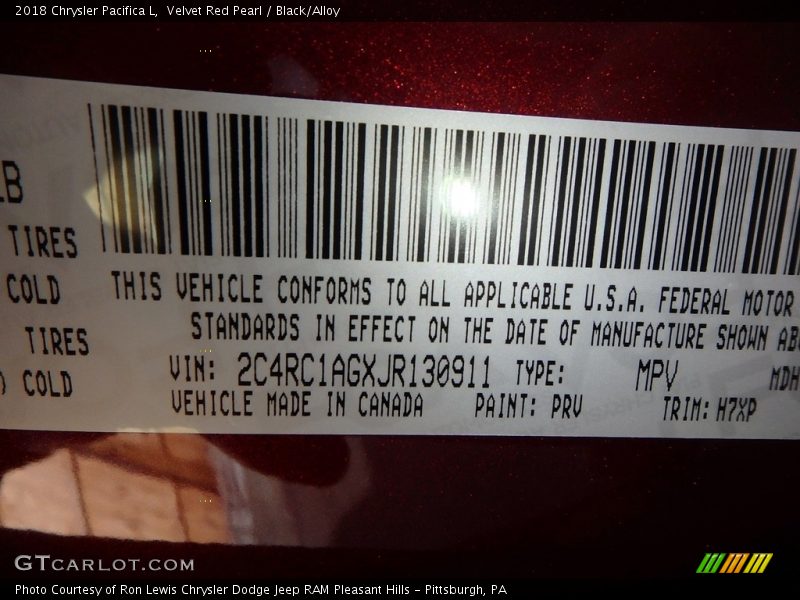 2018 Chrysler Pacifica L,  Velvet Red Pearl / Black/Alloy
LB
TIRES
COLD
TIRES
) COLD
THIS VEHICLE CONFORMS TO ALL APPLICABLE U.S.A. FEDERAL MOTOR
STANDARDS IN EFFECT ON THE DATE OF MANUFACTURE SHOWN AB
VIN: 2C4RC1AGXJR130911 TYPE: MPV MDH
VEHICLE MADE IN CANADA PAINT: PRV TRIM: H7XP
GTCARLOT.COM
Photo Courtesy of Ron Lewis Chrysler Dodge Jeep RAM Pleasant Hills - Pittsburgh, PA